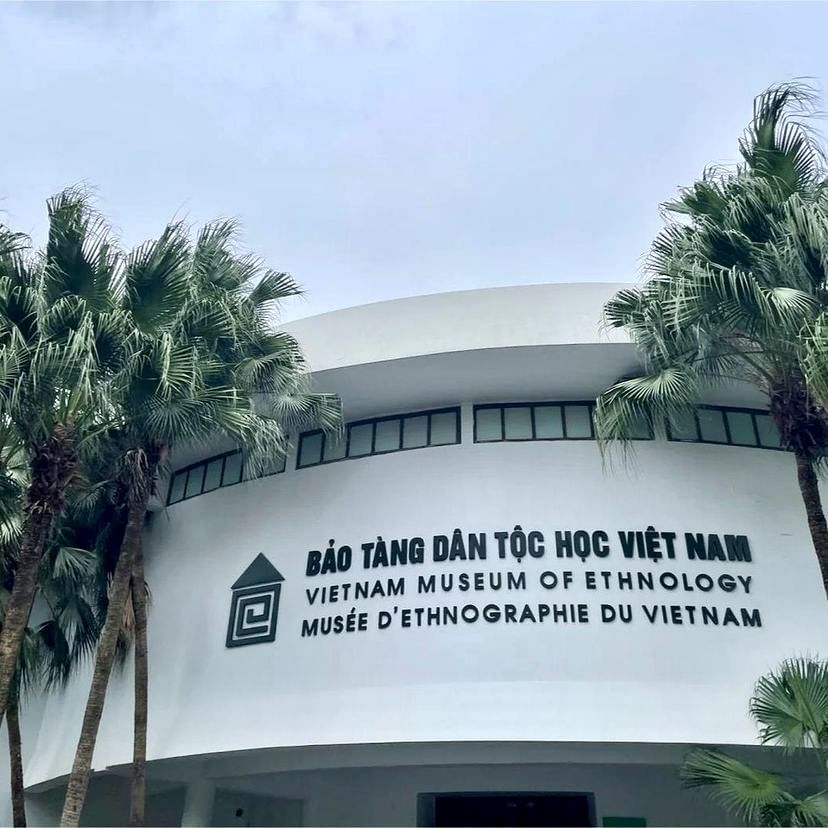 BẢO TÀNG DÂN TỘC HỌC VIỆT NAM
VIETNAM MUSEUM OF ETHNOLOGY
MUSÉE D'ETHNOGRAPHIE DU VIETNAM